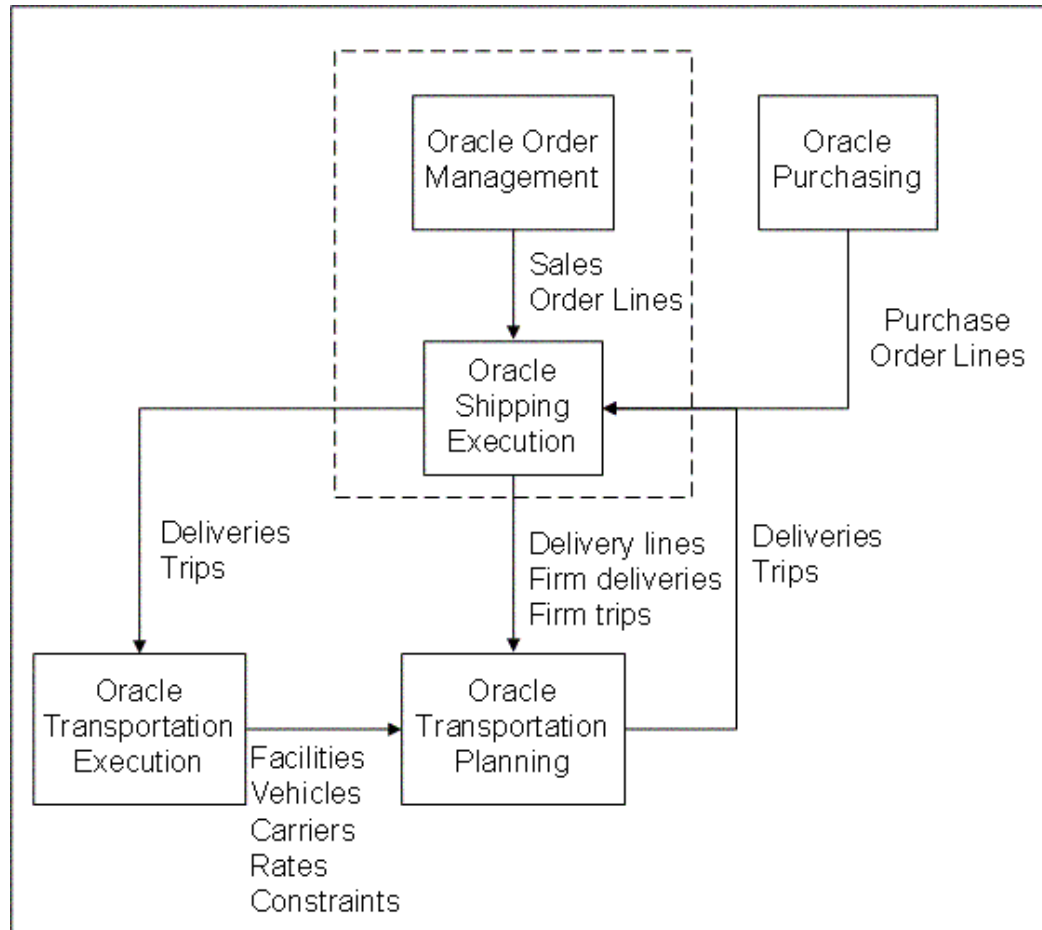 Oracle Order
Management
Oracle
Purchasing
Sales
Order Lines
Purchase
Order Lines
Oracle
Shipping
Execution
Deliveries
Trips
Delivery lines
Firm deliveries
Firm trips
Deliveries
Trips
Oracle
Transportation
Execution
Facilities
Vehicles
Carriers
Rates
Constraints
Oracle
Transportation
Planning